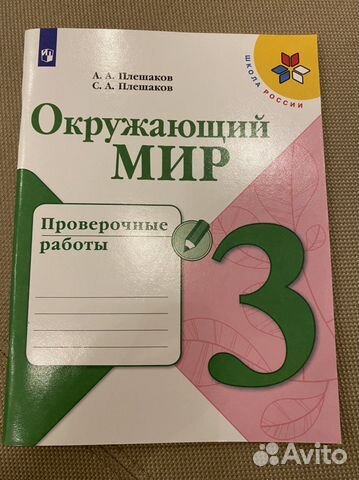 А. А. Плешаков
С. А. Плешаков
ШКОЛА РОССИИ
Окружающий
МИР
Проверочные
работы
3
Avito